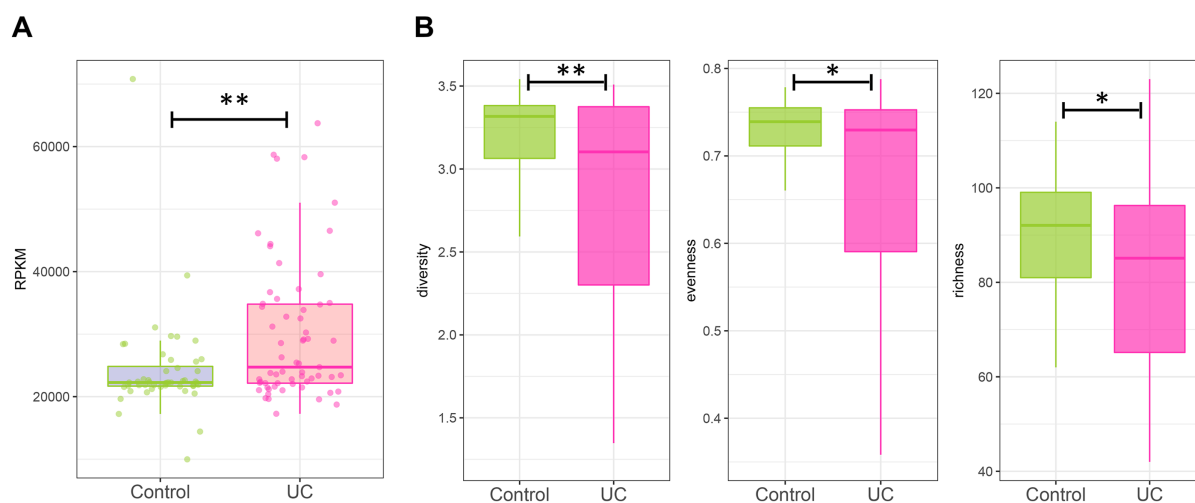 A
B
**
RPKM
60000
40000
20000
Control
UC
**
diversity
3.5
3.0
2.5
2.0
1.5
Control
UC
*
evenness
0.8
0.7
0.6
0.5
0.4
Control
UC
*
richness
120
100
80
60
40
Control
UC